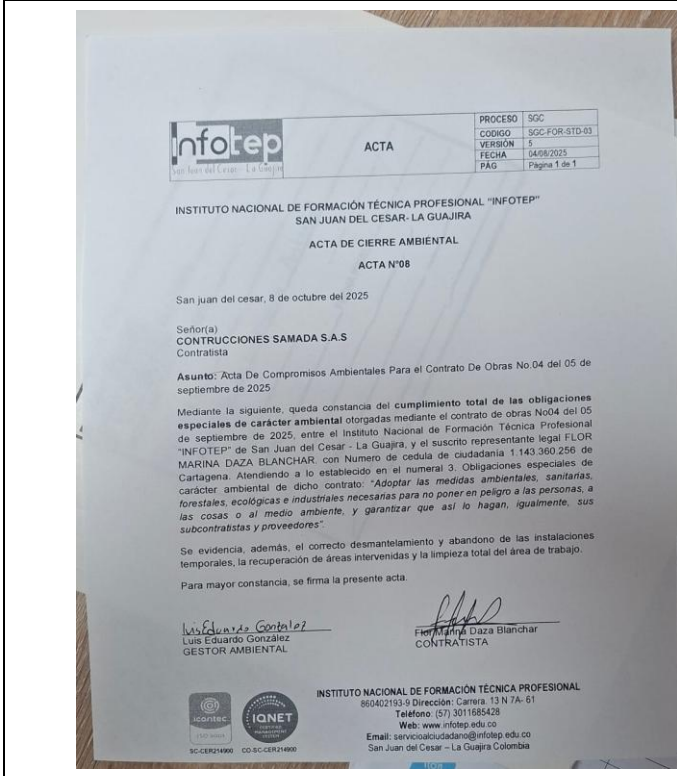 infotep
San Juan del Cesar - La Guajira
ACTA
PROCESO SGC
CODIGO SGC-FOR-STD-03
VERSIÓN 5
FECHA 04/08/2025
PAG Página 1 de 1
INSTITUTO NACIONAL DE FORMACIÓN TÉCNICA PROFESIONAL "INFOTEP"
SAN JUAN DEL CESAR- LA GUAJIRA
ACTA DE CIERRE AMBIENTAL
ACTA N°08
San juan del cesar, 8 de octubre del 2025
Señor(a)
CONTRUCCIONES SAMADA S.A.S
Contratista
Asunto: Acta De Compromisos Ambientales Para el Contrato De Obras No.04 del 05 de
septiembre de 2025
Mediante la siguiente, queda constancia del cumplimiento total de las obligaciones
especiales de carácter ambiental otorgadas mediante el contrato de obras No04 del 05
de septiembre de 2025, entre el Instituto Nacional de Formación Técnica Profesional
"INFOTEP" de San Juan del Cesar - La Guajira, y el suscrito representante legal FLOR
MARINA DAZA BLANCHAR, con Numero de cedula de ciudadanía 1.143.360.256 de
Cartagena. Atendiendo a lo establecido en el numeral 3. Obligaciones especiales de
carácter ambiental de dicho contrato: "Adoptar las medidas ambientales, sanitarias,
forestales, ecológicas e industriales necesarias para no poner en peligro a las personas, a
las cosas o al medio ambiente, y garantizar que así lo hagan, igualmente, sus
subcontratistas y proveedores".
Se evidencia, además, el correcto desmantelamiento y abandono de las instalaciones
temporales, la recuperación de áreas intervenidas y la limpieza total del área de trabajo.
Para mayor constancia, se firma la presente acta.
Luis Eduardo Gonzalez
Luis Eduardo González
GESTOR AMBIENTAL
Flor Marina Daza Blanchar
CONTRATISTA
icontec
ISO 9001
SC-CER214900
IQNET
CO-SC-CER214900
INSTITUTO NACIONAL DE FORMACIÓN TÉCNICA PROFESIONAL
860402193-9 Dirección: Carrera. 13 N 7A- 61
Teléfono: (57) 3011685428
Web: www.infotep.edu.co
Email: servicioalciudadano@infotep.edu.co
San Juan del Cesar – La Guajira Colombia